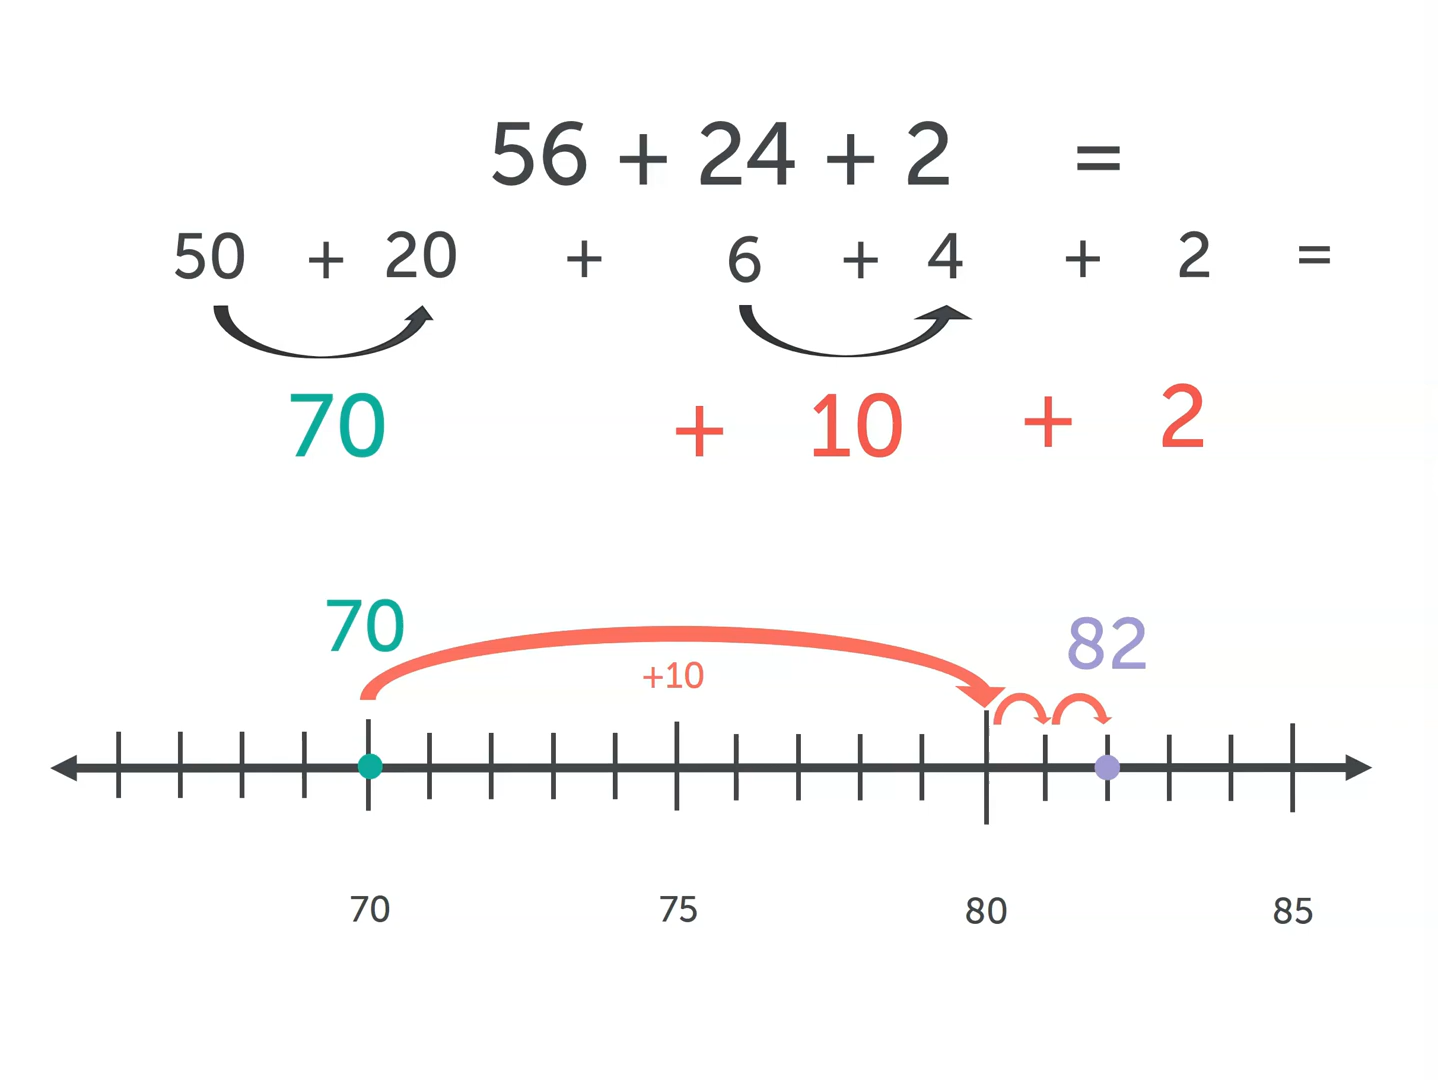 56 + 24 + 2 =
50 + 20 + 6 + 4 + 2 =
70 + 10 + 2
70 82
+10
70 75 80 85